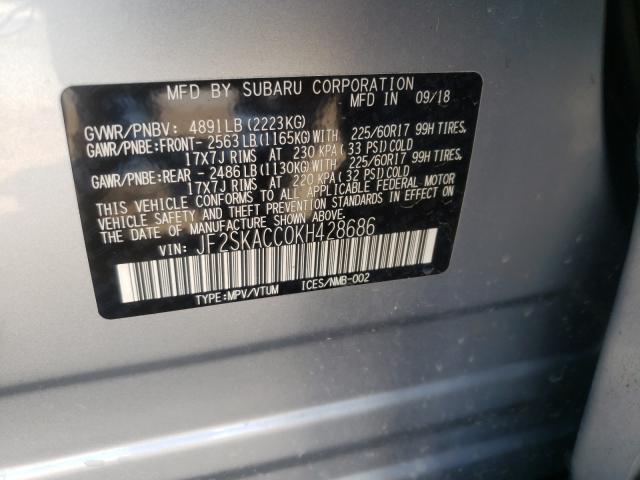 MFD BY SUBARU CORPORATION
MFD IN 09/18
GVWR/PNBV: 4891LB(2223KG)
GAWR/PNBE:FRONT-2563LB(1165KG)WITH 225/60R17 99H TIRES,
17X7J RIMS AT 230 KPA (33 PSI)COLD
GAWR/PNBE:REAR -2486LB(1130KG)WITH 225/60R17 99H TIRES,
17X7J RIMS AT 220 KPA (32 PSI)COLD
THIS VEHICLE CONFORMS TO ALL APPLICABLE FEDERAL MOTOR
VEHICLE SAFETY AND THEFT PREVENTION STANDARDS IN EFFECT
ON THE DATE OF MANUFACTURE SHOWN ABOVE.
VIN: JF2SKACC0KH428686
TYPE:MPV/VTUM ICES/NMB-002